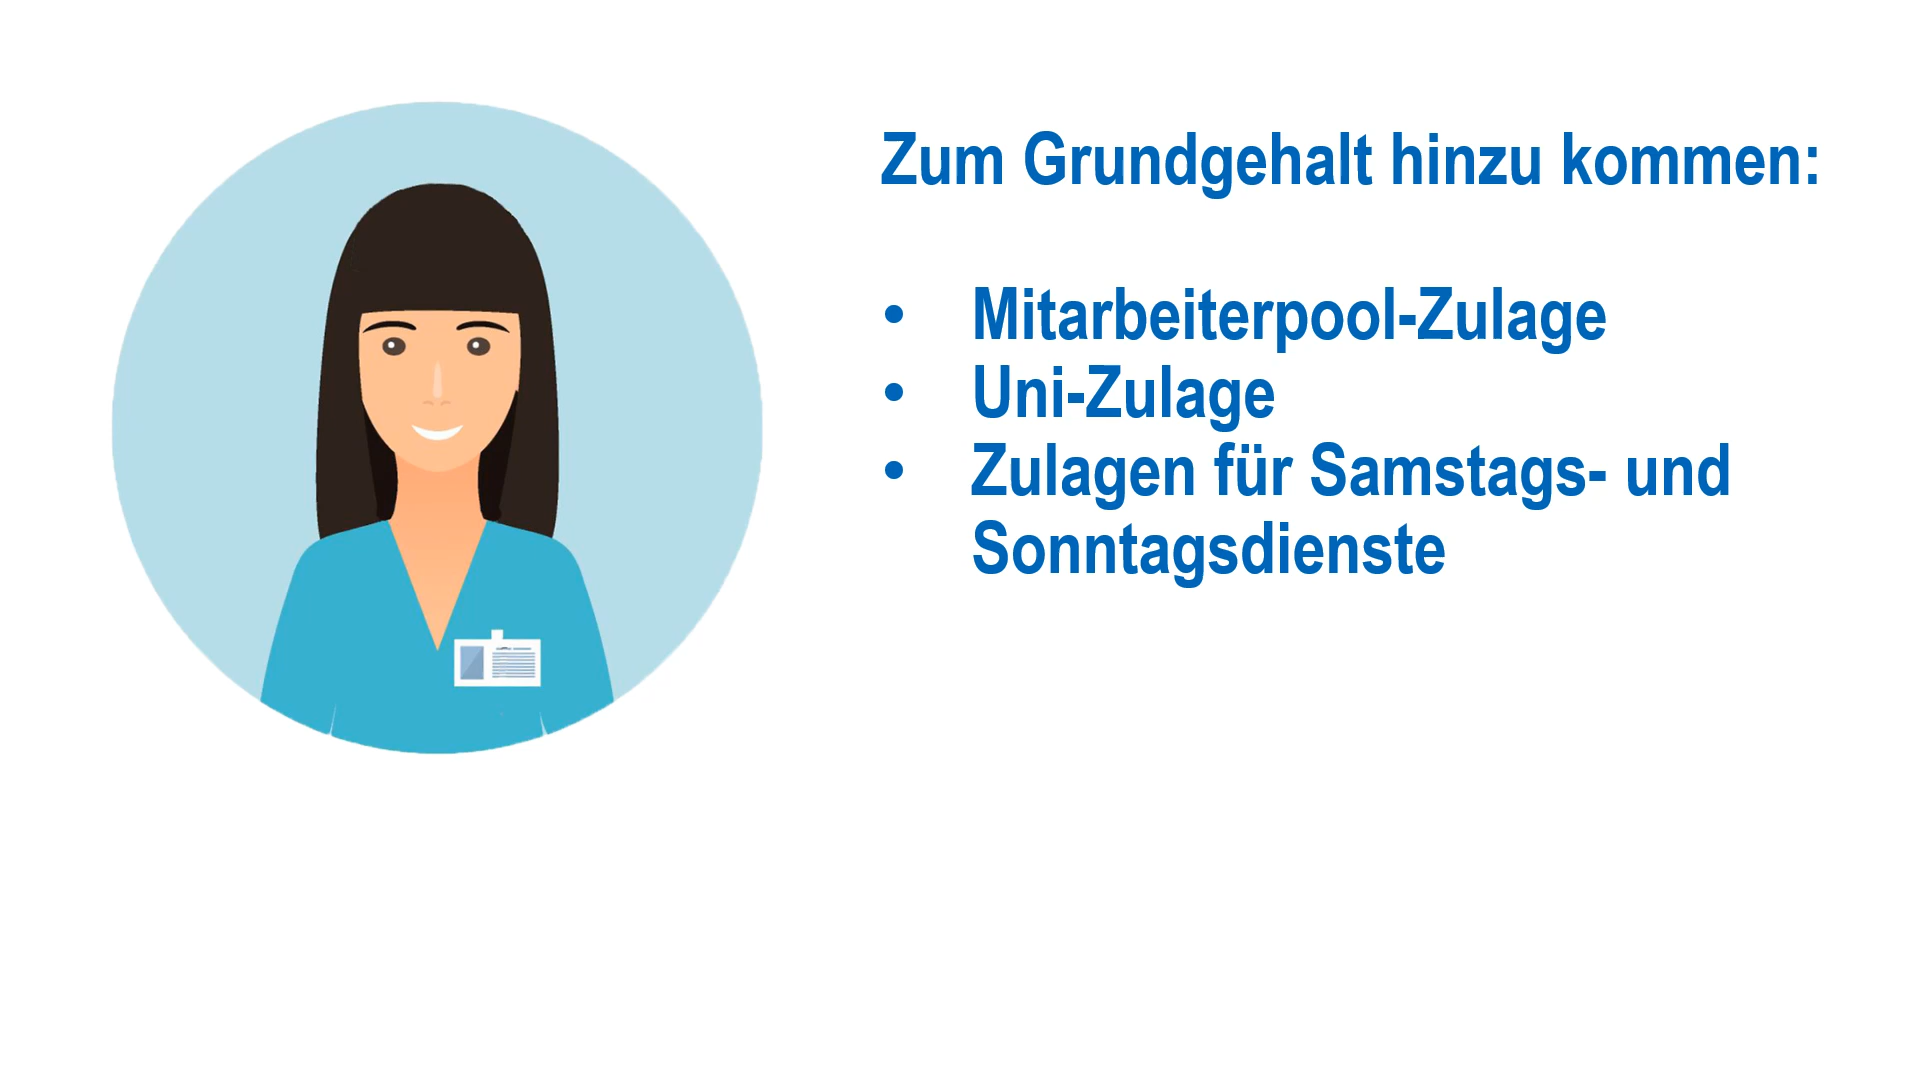 Zum Grundgehalt hinzu kommen:
• Mitarbeiterpool-Zulage
• Uni-Zulage
• Zulagen für Samstags- und
Sonntagsdienste